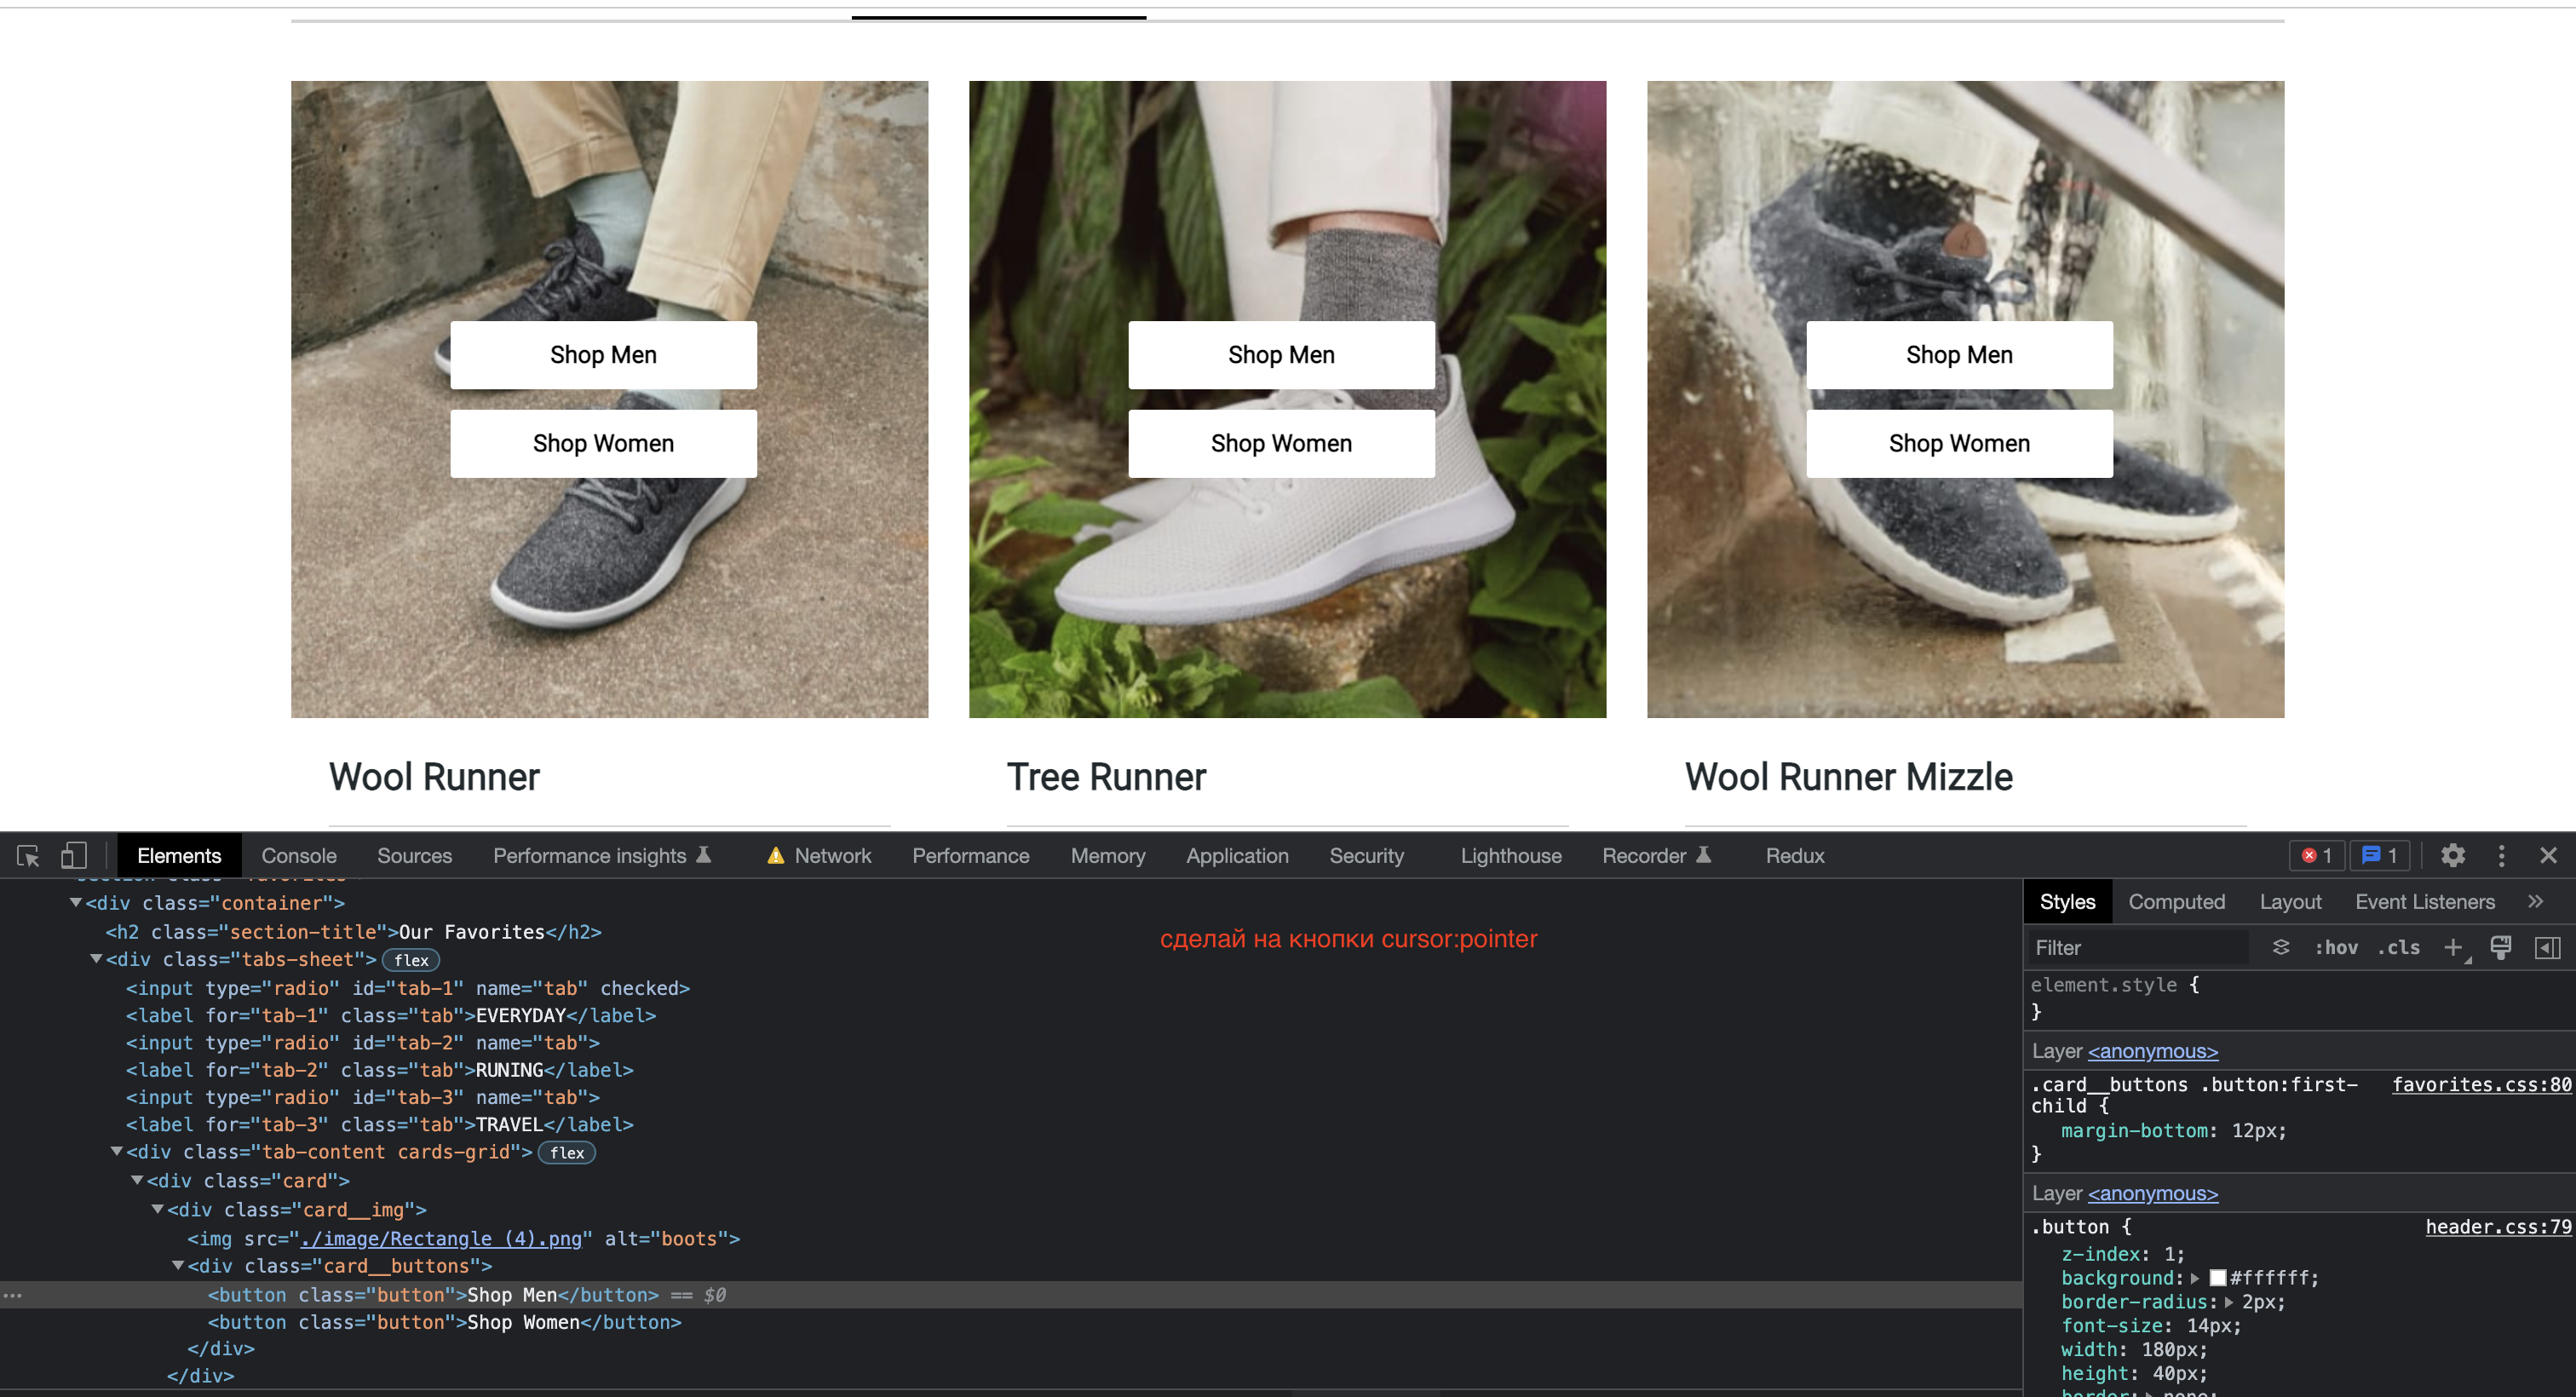 Shop Men
Shop Women
Shop Men
Shop Women
Shop Men
Shop Women
Wool Runner
Tree Runner
Wool Runner Mizzle
Elements Console Sources Performance insights Network Performance Memory Application Security Lighthouse Recorder Redux 1 1
<div class="container">
<h2 class="section-title">Our Favorites</h2>
<div class="tabs-sheet"> flex
<input type="radio" id="tab-1" name="tab" checked>
<label for="tab-1" class="tab">EVERYDAY</label>
<input type="radio" id="tab-2" name="tab">
<label for="tab-2" class="tab">RUNING</label>
<input type="radio" id="tab-3" name="tab">
<label for="tab-3" class="tab">TRAVEL</label>
<div class="tab-content cards-grid"> flex
<div class="card">
<div class="card__img">
<img src="./image/Rectangle (4).png" alt="boots">
<div class="card__buttons">
<button class="button">Shop Men</button> == $0
<button class="button">Shop Women</button>
</div>
</div>
сделай на кнопки cursor:pointer
Styles Computed Layout Event Listeners »
Filter :hov .cls +
element.style {
}
Layer <anonymous>
.card__buttons .button:first- favorites.css:80
child {
margin-bottom: 12px;
}
Layer <anonymous>
.button { header.css:79
z-index: 1;
background: #ffffff;
border-radius: 2px;
font-size: 14px;
width: 180px;
height: 40px;
border: none;